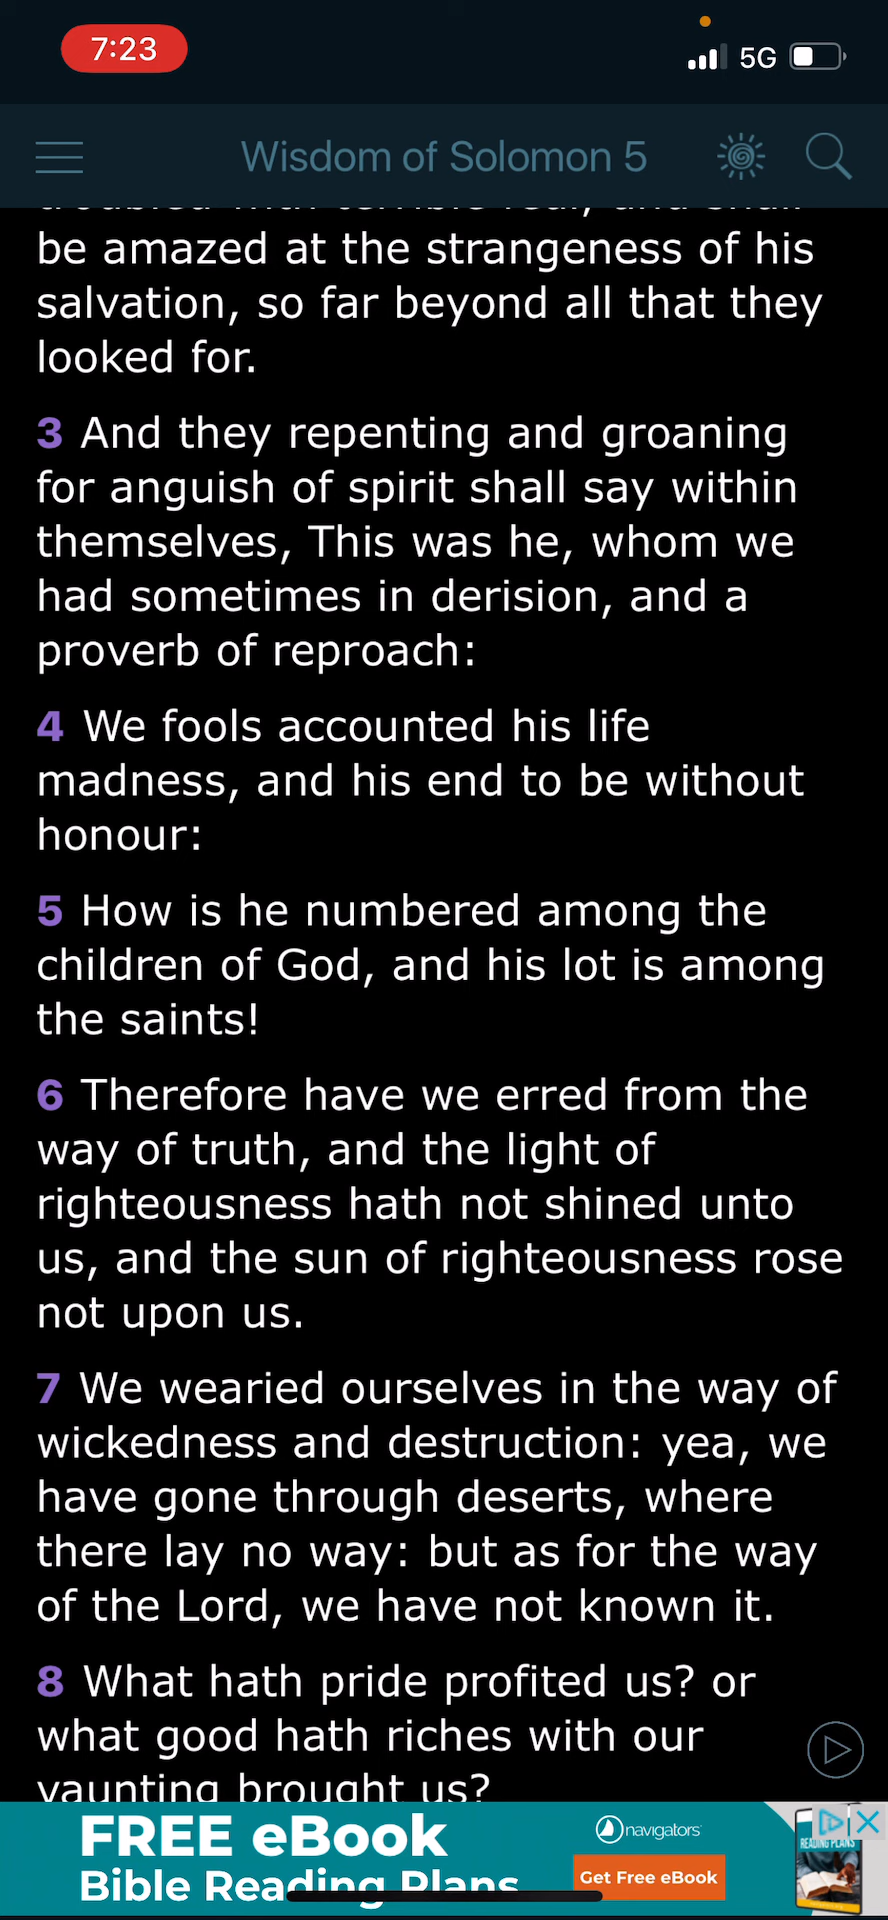 7:23
5G
Wisdom of Solomon 5
troubled with terrible fear, and shall
be amazed at the strangeness of his
salvation, so far beyond all that they
looked for.
3 And they repenting and groaning
for anguish of spirit shall say within
themselves, This was he, whom we
had sometimes in derision, and a
proverb of reproach:
4 We fools accounted his life
madness, and his end to be without
honour:
5 How is he numbered among the
children of God, and his lot is among
the saints!
6 Therefore have we erred from the
way of truth, and the light of
righteousness hath not shined unto
us, and the sun of righteousness rose
not upon us.
7 We wearied ourselves in the way of
wickedness and destruction: yea, we
have gone through deserts, where
there lay no way: but as for the way
of the Lord, we have not known it.
8 What hath pride profited us? or
what good hath riches with our
vaunting brought us?
FREE eBook
Bible Reading Plans
navigators
Get Free eBook
READING PLANS